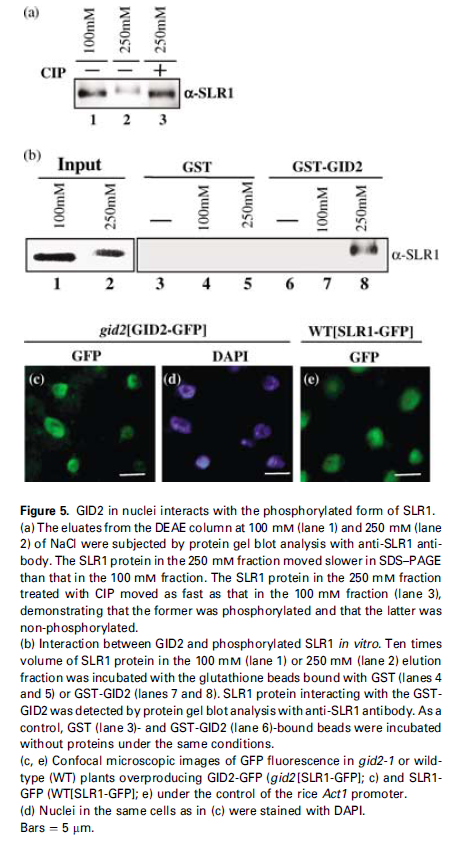 (a)
100mM
250mM
250mM
CIP — — +
α-SLR1
1 2 3
(b)
Input GST GST-GID2
100mM
250mM
—
100mM
250mM
—
100mM
250mM
α-SLR1
1 2 3 4 5 6 7 8
gid2[GID2-GFP] WT[SLR1-GFP]
GFP DAPI GFP
(c) (d) (e)
Figure 5. GID2 in nuclei interacts with the phosphorylated form of SLR1.
(a) The eluates from the DEAE column at 100 mM (lane 1) and 250 mM (lane
2) of NaCl were subjected by protein gel blot analysis with anti-SLR1 anti-
body. The SLR1 protein in the 250 mM fraction moved slower in SDS–PAGE
than that in the 100 mM fraction. The SLR1 protein in the 250 mM fraction
treated with CIP moved as fast as that in the 100 mM fraction (lane 3),
demonstrating that the former was phosphorylated and that the latter was
non-phosphorylated.
(b) Interaction between GID2 and phosphorylated SLR1 in vitro. Ten times
volume of SLR1 protein in the 100 mM (lane 1) or 250 mM (lane 2) elution
fraction was incubated with the glutathione beads bound with GST (lanes 4
and 5) or GST-GID2 (lanes 7 and 8). SLR1 protein interacting with the GST-
GID2 was detected by protein gel blot analysis with anti-SLR1 antibody. As a
control, GST (lane 3)- and GST-GID2 (lane 6)-bound beads were incubated
without proteins under the same conditions.
(c, e) Confocal microscopic images of GFP fluorescence in gid2-1 or wild-
type (WT) plants overproducing GID2-GFP (gid2[SLR1-GFP]; c) and SLR1-
GFP (WT[SLR1-GFP]; e) under the control of the rice Act1 promoter.
(d) Nuclei in the same cells as in (c) were stained with DAPI.
Bars = 5 μm.